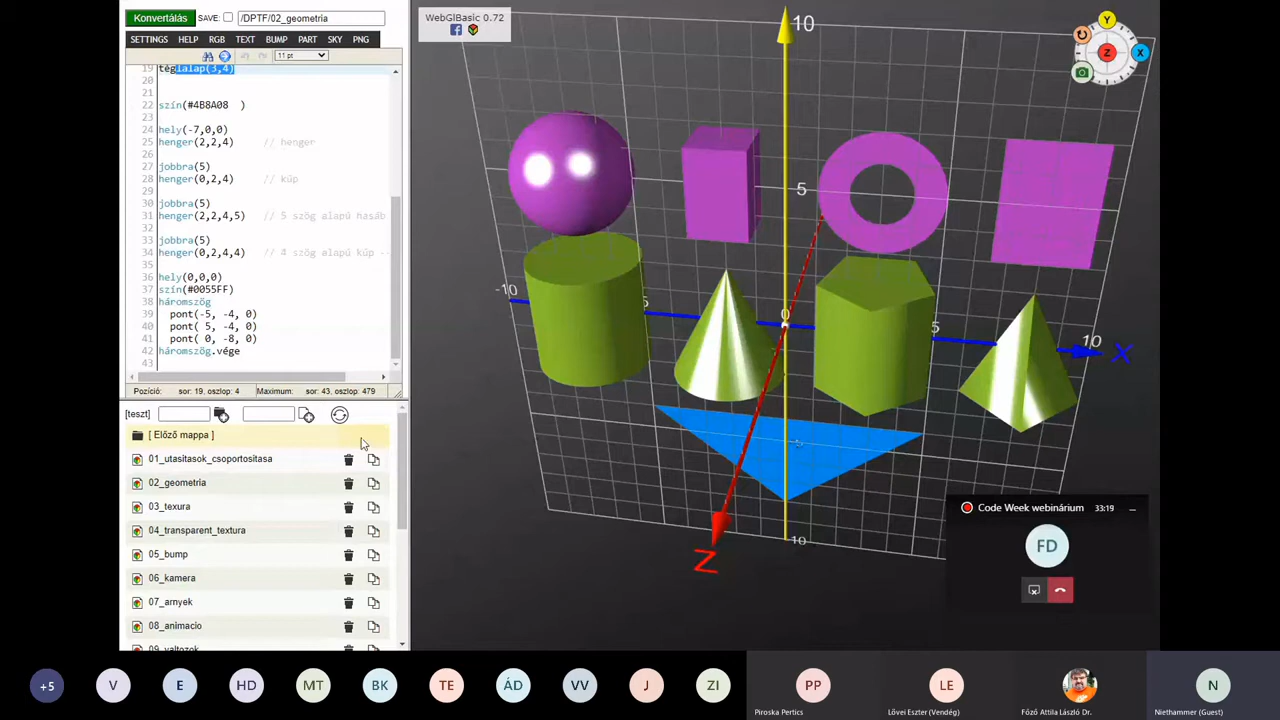 Konvertálás SAVE: /DPTF/02_geometria
SETTINGS HELP RGB TEXT BUMP PART SKY PNG
11 pt
19 téglalap(3,4)
20
21
22 szín(#4B8A08 )
24 hely(-7,0,0)
25 henger(2,2,4) // henger
26
27 jobbra(5)
28 henger(0,2,4) // kúp
29
30 jobbra(5)
31 henger(2,2,4,5) // 5 szög alapú hasáb
32
33 jobbra(5)
34 henger(0,2,4,4) // 4 szög alapú kúp --
35
36 hely(0,0,0)
37 szín(#0055FF)
38 háromszög
39 pont(-5, -4, 0)
40 pont( 5, -4, 0)
41 pont( 0, -8, 0)
42 háromszög.vége
43
Pozíció: sor: 19, oszlop: 4 Maximum: sor: 43, oszlop: 479
[teszt]
[ Előző mappa ]
01_utasitasok_csoportositasa
02_geometria
03_texura
04_transparent_textura
05_bump
06_kamera
07_arnyek
08_animacio
09_valtozok
WebGlBasic 0.72
10
Y
Z
X
5
-10
5
0
5
10
X
5
10
Z
Code Week webinárium 33:19
FD
+5 V E HD MT BK TE ÁD VV J ZI PP LE N
Piroska Pertics Lővei Eszter (Vendég) Főző Attila László Dr. Niethammer (Guest)